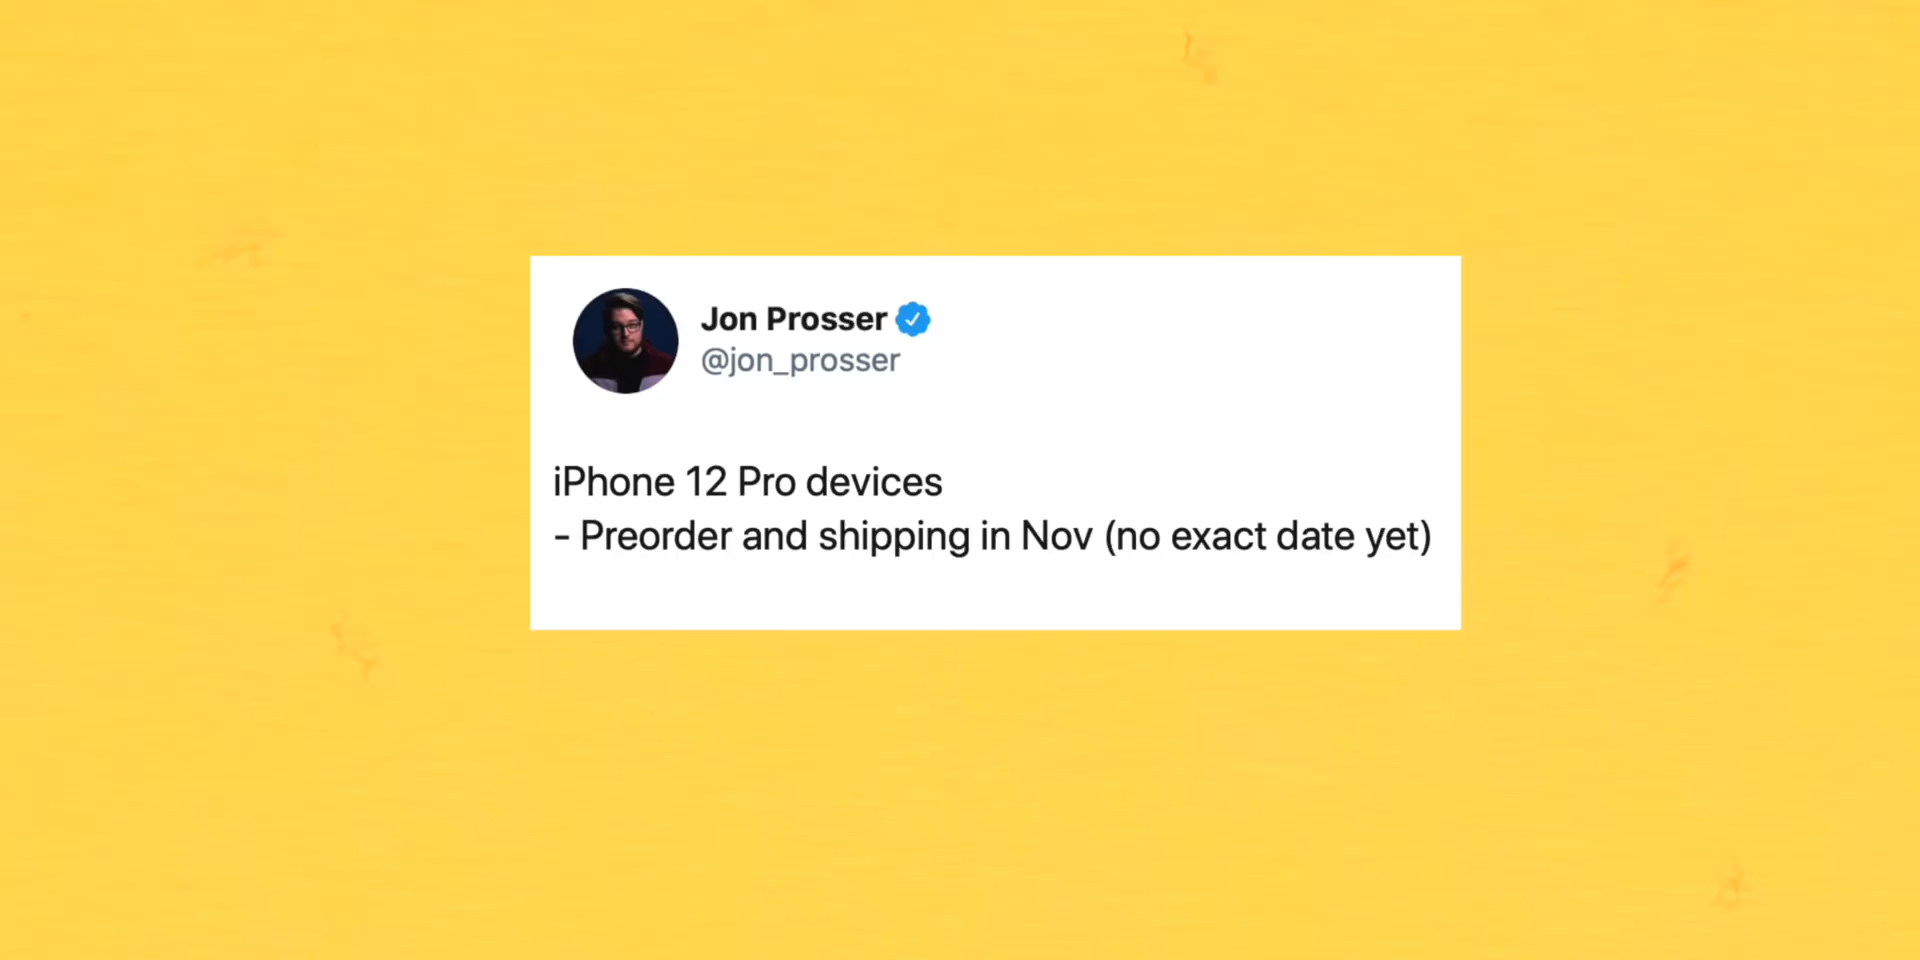 Jon Prosser
@jon_prosser
iPhone 12 Pro devices
- Preorder and shipping in Nov (no exact date yet)